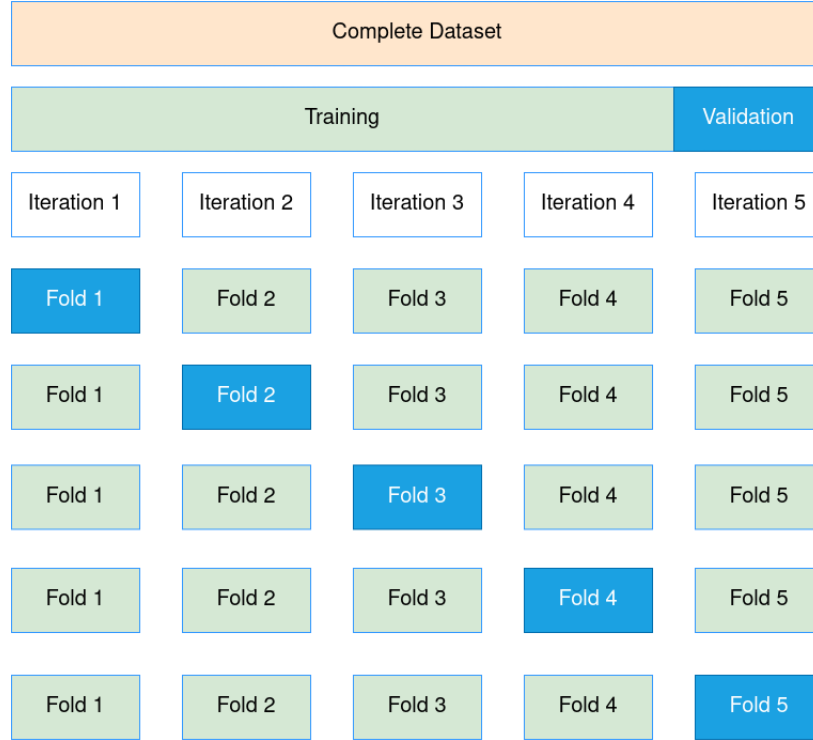 Complete Dataset
Training Validation
Iteration 1 Iteration 2 Iteration 3 Iteration 4 Iteration 5
Fold 1 Fold 2 Fold 3 Fold 4 Fold 5
Fold 1 Fold 2 Fold 3 Fold 4 Fold 5
Fold 1 Fold 2 Fold 3 Fold 4 Fold 5
Fold 1 Fold 2 Fold 3 Fold 4 Fold 5
Fold 1 Fold 2 Fold 3 Fold 4 Fold 5